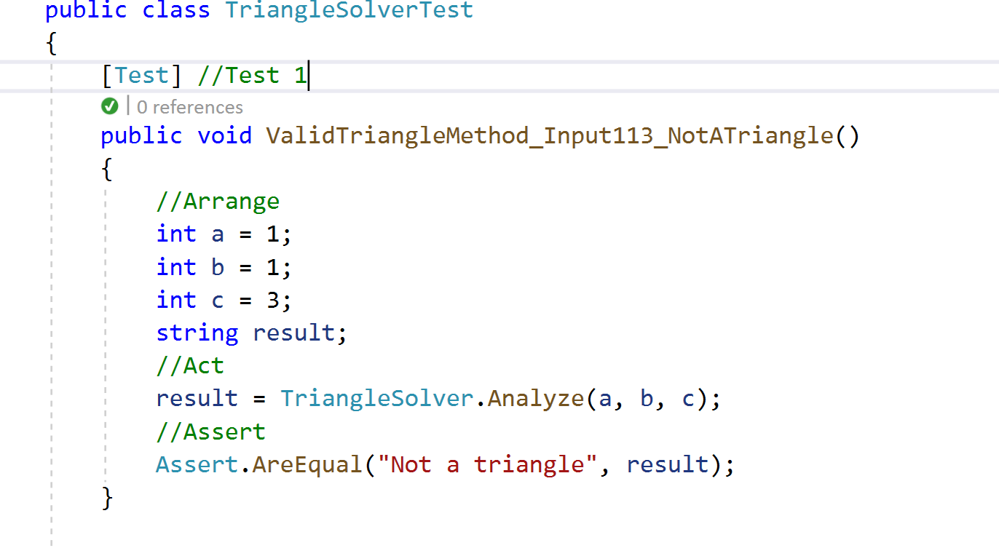 public class TriangleSolverTest
{
[Test] //Test 1
0 references
public void ValidTriangleMethod_Input113_NotATriangle()
{
//Arrange
int a = 1;
int b = 1;
int c = 3;
string result;
//Act
result = TriangleSolver.Analyze(a, b, c);
//Assert
Assert.AreEqual("Not a triangle", result);
}